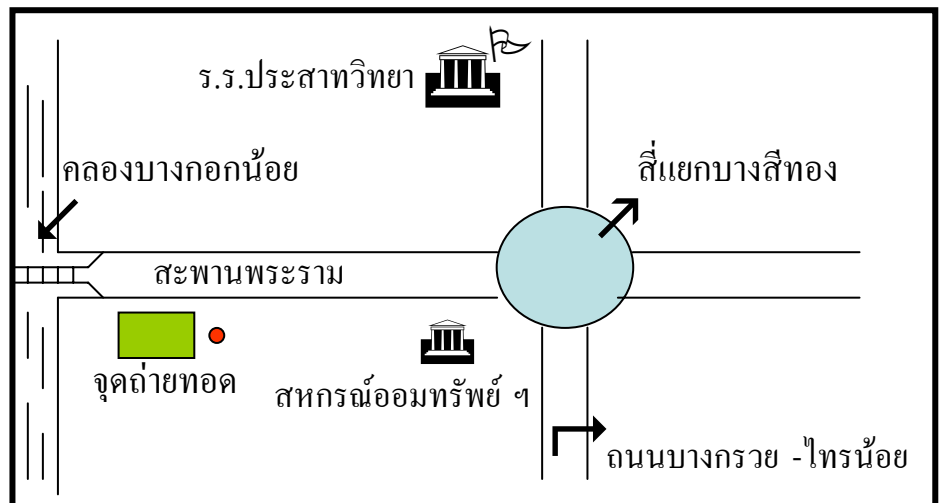 ร.ร.ประสาทวิทยา
คลองบางกอกน้อย
สี่แยกบางสีทอง
สะพานพระราม
จุดถ่ายทอด
สหกรณ์ออมทรัพย์ ฯ
ถนนบางกรวย -ไทรน้อย